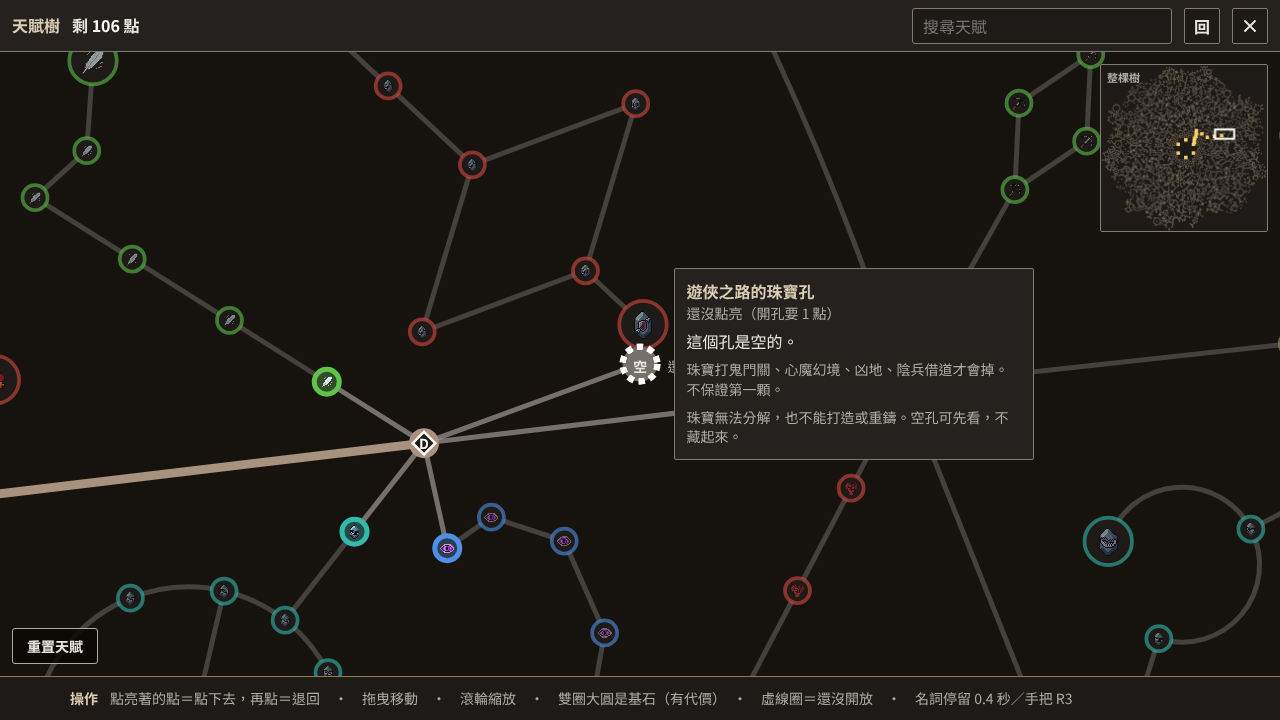 天賦樹 剩 106 點
搜尋天賦
回
整棵樹
遊俠之路的珠寶孔
還沒點亮（開孔要 1 點）
這個孔是空的。
珠寶打鬼門關、心魔幻境、凶地、陰兵借道才會掉。
不保證第一顆。
珠寶無法分解，也不能打造或重鑄。空孔可先看，不
藏起來。
空
D
重置天賦
操作 點亮著的點＝點下去，再點＝退回 • 拖曳移動 • 滾輪縮放 • 雙圈大圓是基石（有代價） • 虛線圈＝還沒開放 • 名詞停留 0.4 秒／手把 R3